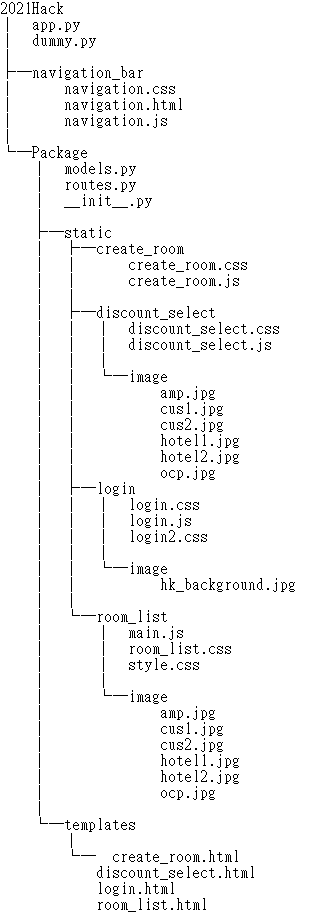 2021Hack
app.py
dummy.py
navigation_bar
navigation.css
navigation.html
navigation.js
Package
models.py
routes.py
__init__.py
static
create_room
create_room.css
create_room.js
discount_select
discount_select.css
discount_select.js
image
amp.jpg
cus1.jpg
cus2.jpg
hotel1.jpg
hotel2.jpg
ocp.jpg
login
login.css
login.js
login2.css
image
hk_background.jpg
room_list
main.js
room_list.css
style.css
image
amp.jpg
cus1.jpg
cus2.jpg
hotel1.jpg
hotel2.jpg
ocp.jpg
templates
create_room.html
discount_select.html
login.html
room_list.html